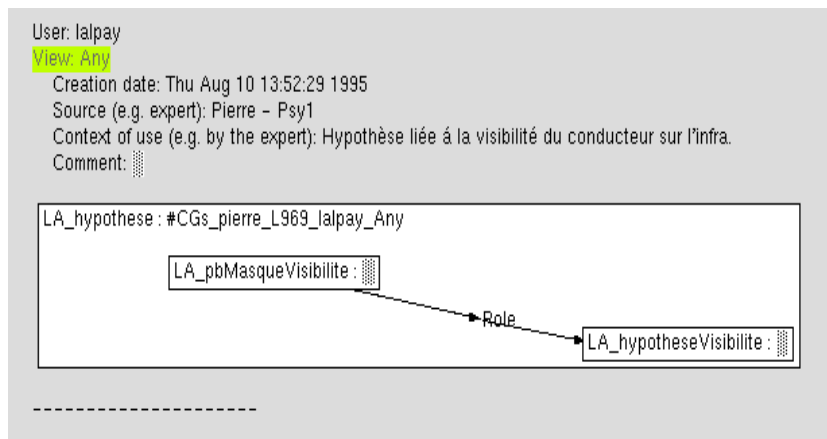 User: lalpay
View: Any
Creation date: Thu Aug 10 13:52:29 1995
Source (e.g. expert): Pierre – Psy1
Context of use (e.g. by the expert): Hypothèse liée á la visibilité du conducteur sur l'infra.
Comment:
LA_hypothese : #CGs_pierre_L969_lalpay_Any
LA_pbMasqueVisibilite :
Role
LA_hypotheseVisibilite :
----------------------